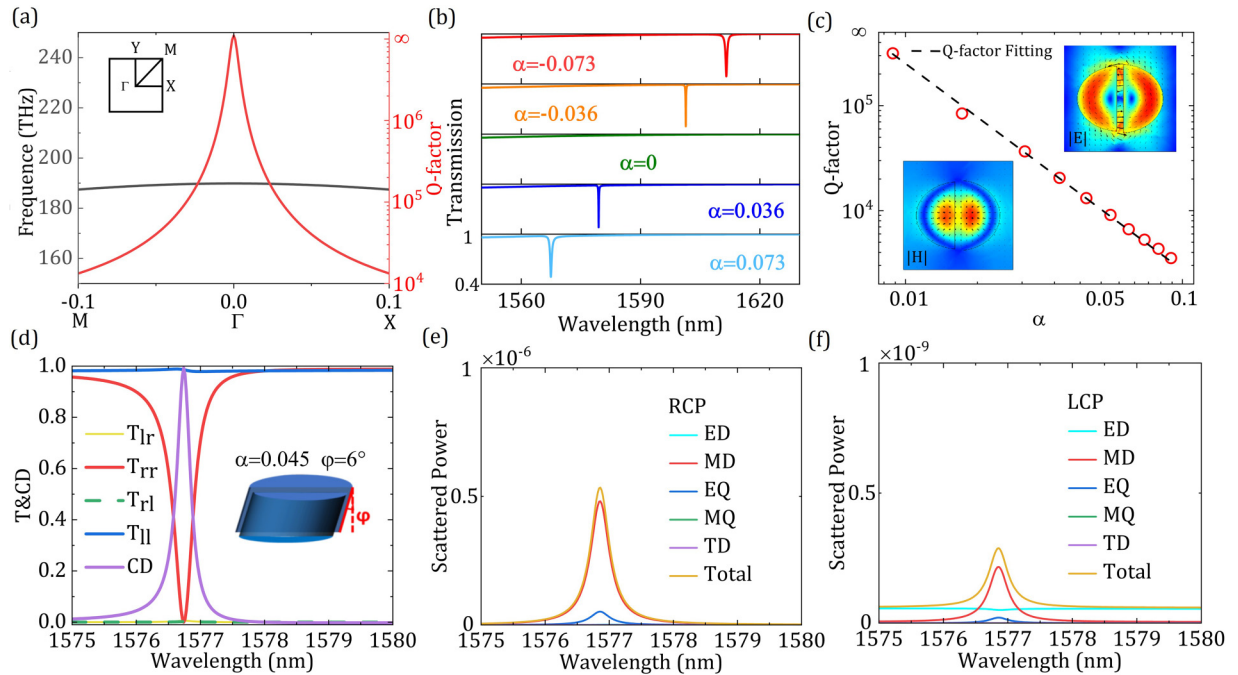 (a)
Frequence (THz)
240
220
200
180
160
Y
M
Γ
X
∞
10⁶
10⁵
10⁴
Q-factor
-0.1
0.0
0.1
M
Γ
X
(b)
Transmission
α=-0.073
α=-0.036
α=0
α=0.036
1
α=0.073
0.4
1560
1590
1620
Wavelength (nm)
(c)
∞
10⁵
10⁴
Q-factor
Q-factor Fitting
|E|
|H|
0.01
0.05
0.1
α
(d)
T&CD
1.0
0.8
0.6
0.4
0.2
0.0
Tlr
Trr
Trl
Tll
CD
α=0.045 φ=6°
φ
1575 1576 1577 1578 1579 1580
Wavelength (nm)
(e)
×10⁻⁶
1
0.5
0
Scattered Power
RCP
ED
MD
EQ
MQ
TD
Total
1575 1576 1577 1578 1579 1580
Wavelength (nm)
(f)
×10⁻⁹
1
0.5
0
Scattered Power
LCP
ED
MD
EQ
MQ
TD
Total
1575 1576 1577 1578 1579 1580
Wavelength (nm)